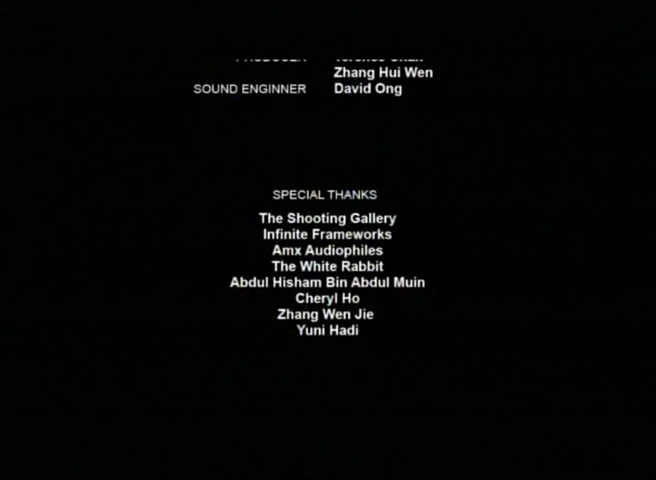 PRODUCER
Zhang Hui Wen
SOUND ENGINNER David Ong
SPECIAL THANKS
The Shooting Gallery
Infinite Frameworks
Amx Audiophiles
The White Rabbit
Abdul Hisham Bin Abdul Muin
Cheryl Ho
Zhang Wen Jie
Yuni Hadi